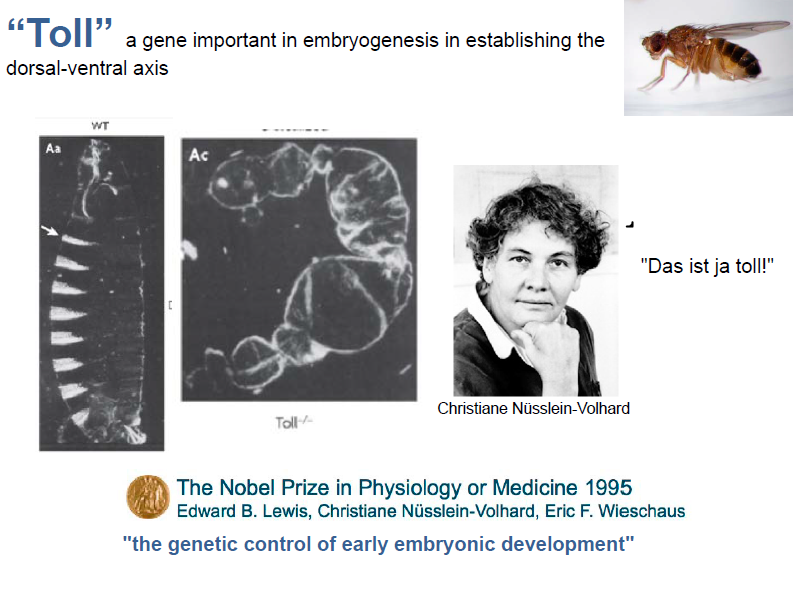 “Toll” a gene important in embryogenesis in establishing the
dorsal-ventral axis
WT
Aa
Ac
Toll-/-
"Das ist ja toll!"
Christiane Nüsslein-Volhard
The Nobel Prize in Physiology or Medicine 1995
Edward B. Lewis, Christiane Nüsslein-Volhard, Eric F. Wieschaus
"the genetic control of early embryonic development"